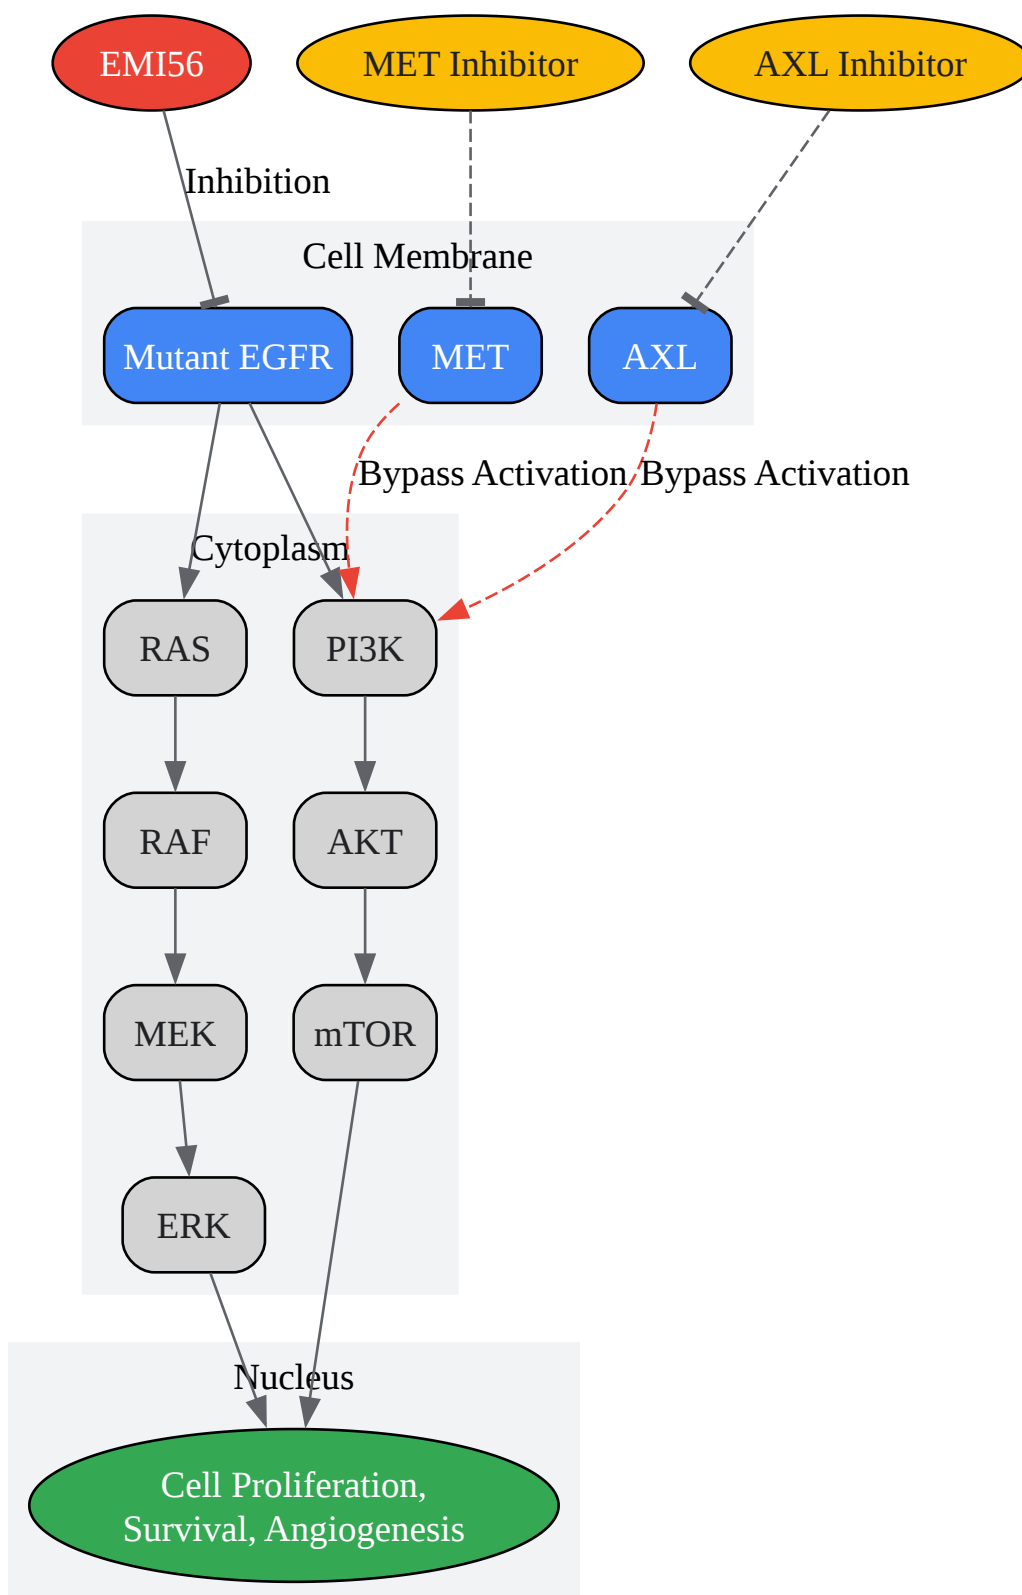 EMI56
MET Inhibitor
AXL Inhibitor
Inhibition
Cell Membrane
Mutant EGFR
MET
AXL
Bypass Activation
Bypass Activation
Cytoplasm
RAS
PI3K
RAF
AKT
MEK
mTOR
ERK
Nucleus
Cell Proliferation,
Survival, Angiogenesis